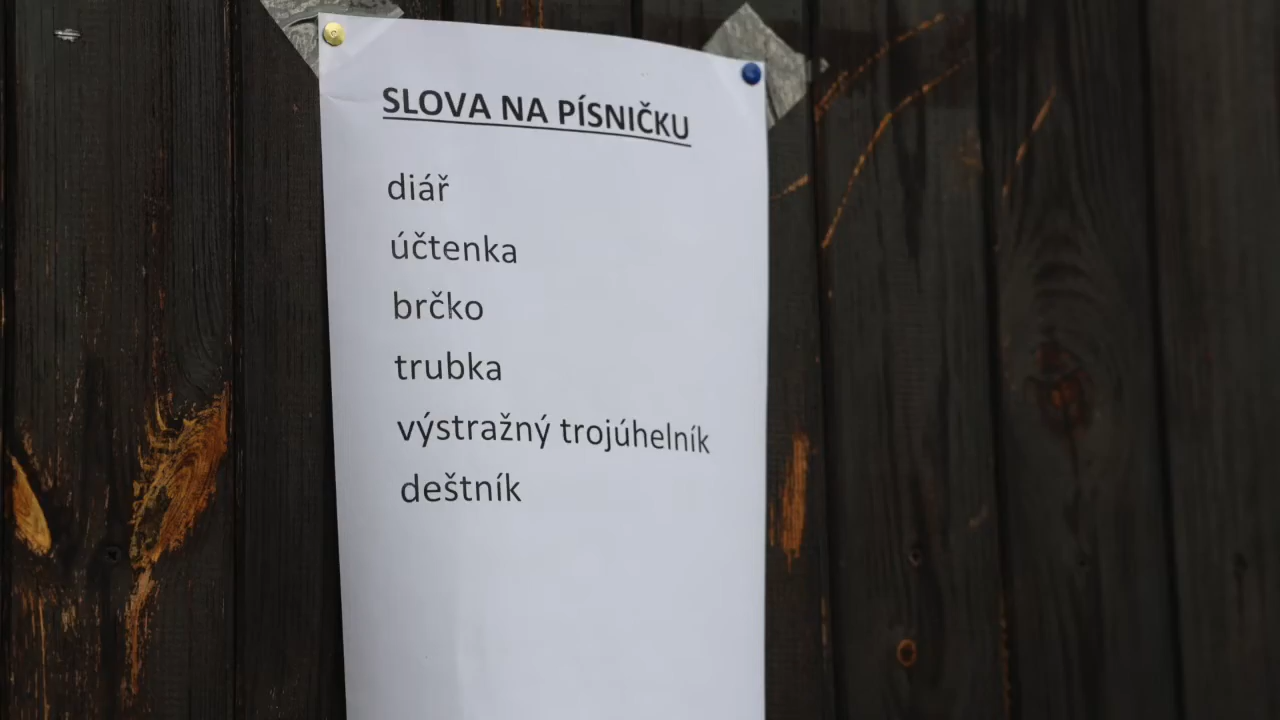 SLOVA NA PÍSNIČKU
diář
účtenka
brčko
trubka
výstražný trojúhelník
deštník